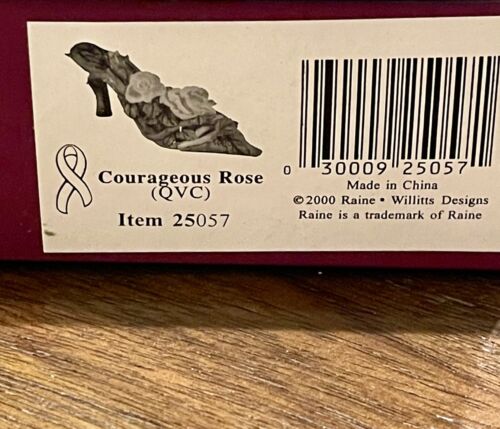 Courageous Rose
(QVC)
Item 25057
0 30009 25057
Made in China
©2000 Raine • Willitts Designs
Raine is a trademark of Raine